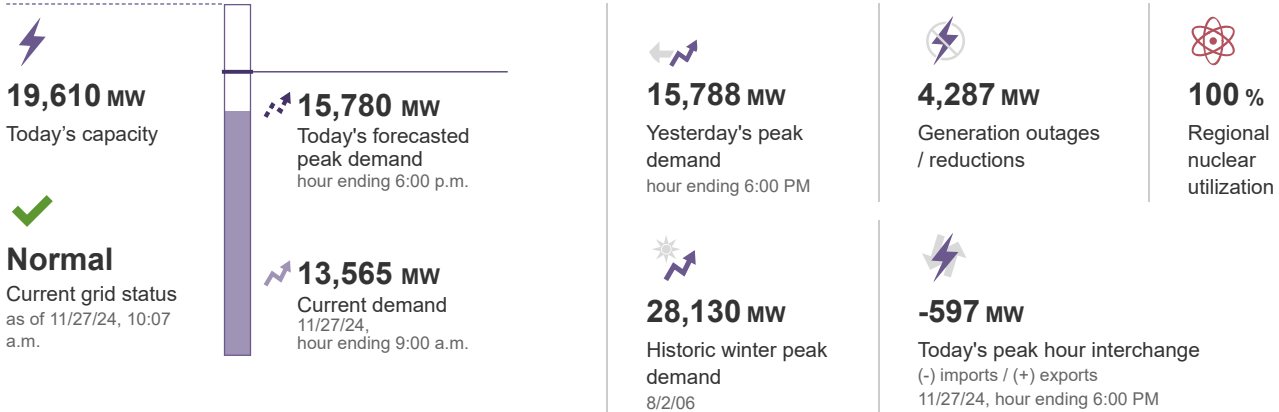 19,610 MW
Today’s capacity
Normal
Current grid status
as of 11/27/24, 10:07
a.m.
15,780 MW
Today's forecasted
peak demand
hour ending 6:00 p.m.
13,565 MW
Current demand
11/27/24,
hour ending 9:00 a.m.
15,788 MW
Yesterday's peak
demand
hour ending 6:00 PM
4,287 MW
Generation outages
/ reductions
100 %
Regional
nuclear
utilization
28,130 MW
Historic winter peak
demand
8/2/06
-597 MW
Today's peak hour interchange
(-) imports / (+) exports
11/27/24, hour ending 6:00 PM